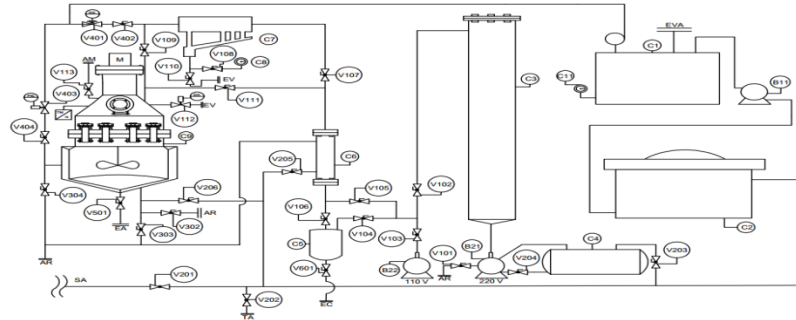 V401
V402
V109
C7
V108
C8
V110
EV
V107
V111
AM
M
V113
V403
EV
V112
V404
C9
V304
V501
EA
V206
AR
V302
V303
AR
SA
V201
V202
TA
V205
C6
V105
V106
V104
C5
V601
EC
V102
V103
B22
110 V
C3
V101
AR
B21
220 V
V204
C4
V203
EVA
C1
C11
B11
C2